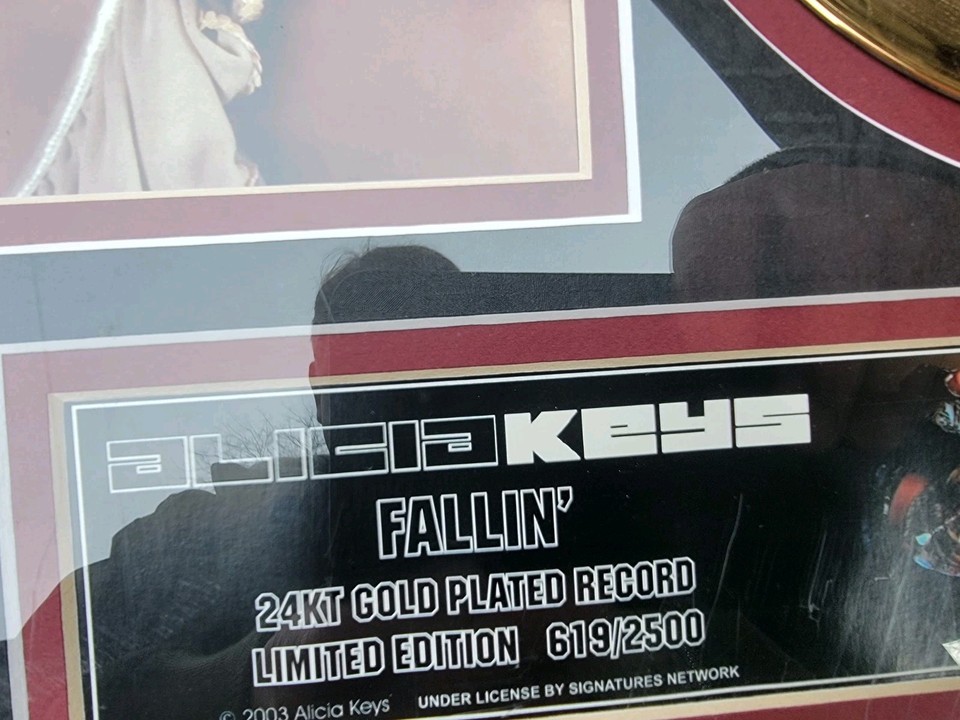 aliciakeys
FALLIN'
24KT GOLD PLATED RECORD
LIMITED EDITION 619/2500
UNDER LICENSE BY SIGNATURES NETWORK
© 2003 Alicia Keys